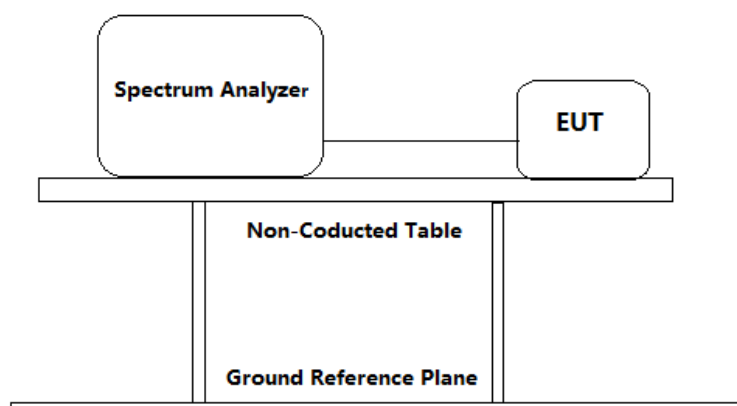 Spectrum Analyzer
EUT
Non-Coducted Table
Ground Reference Plane